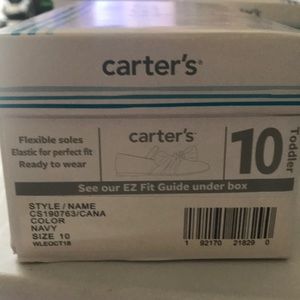 carter's®
Flexible soles
Elastic for perfect fit
Ready to wear
carter's®
10
Toddler
See our EZ Fit Guide under box
STYLE / NAME
CS190763/CANA
COLOR
NAVY
SIZE 10
WLEOCT18
1 92170 21829 0